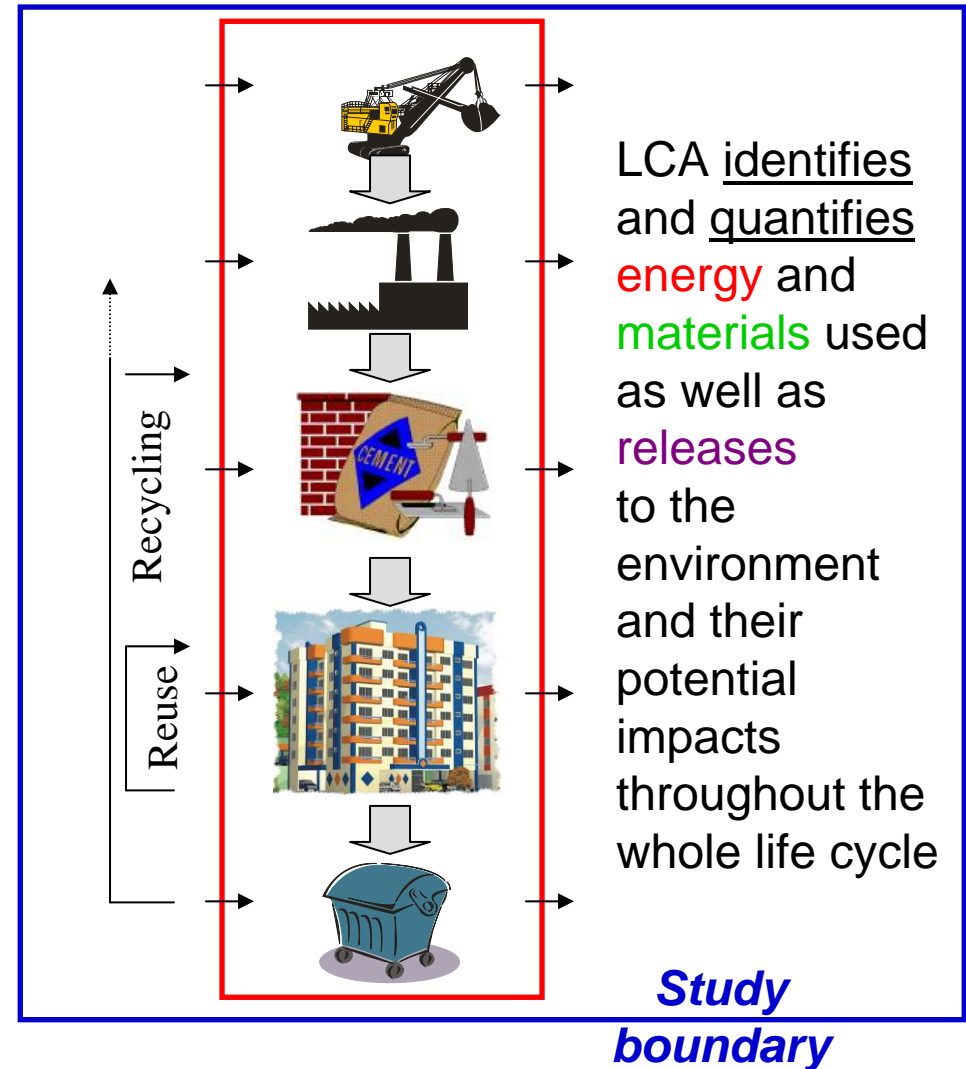 LCA identifies
and quantifies
energy and
materials used
as well as
releases
to the
environment
and their
potential
impacts
throughout the
whole life cycle
Recycling
CEMENT
Reuse
Study
boundary